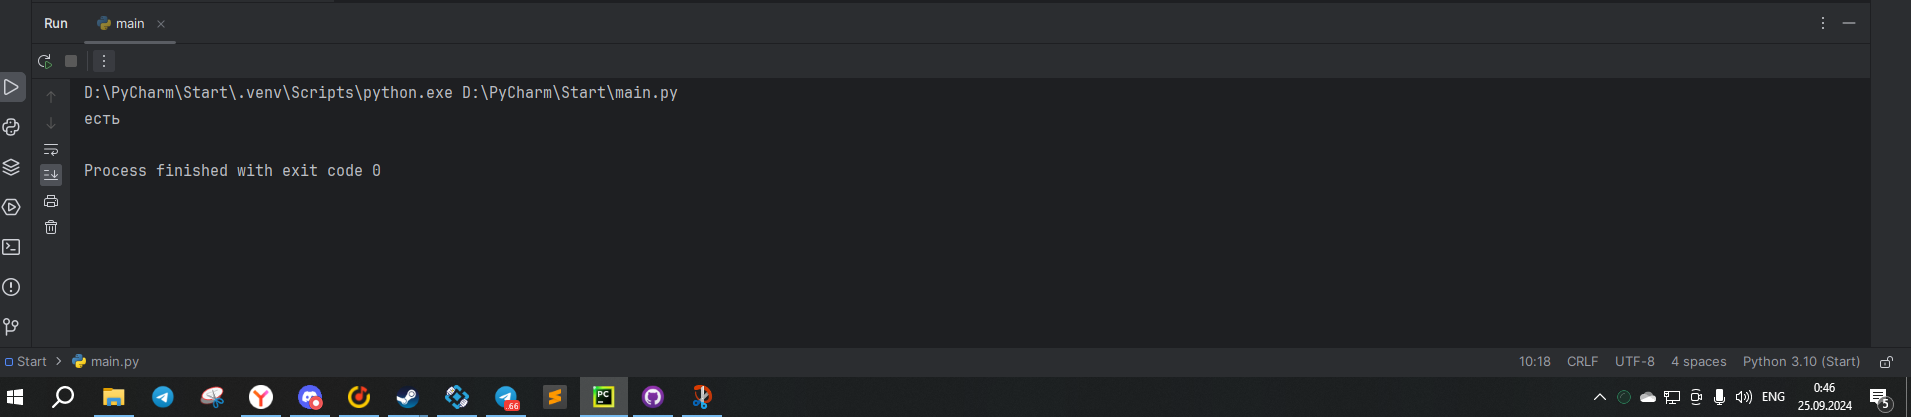 Run main
D:\PyCharm\Start\.venv\Scripts\python.exe D:\PyCharm\Start\main.py
есть
Process finished with exit code 0
Start > main.py 10:18 CRLF UTF-8 4 spaces Python 3.10 (Start)
.66 PC ENG 0:46
25.09.2024 5